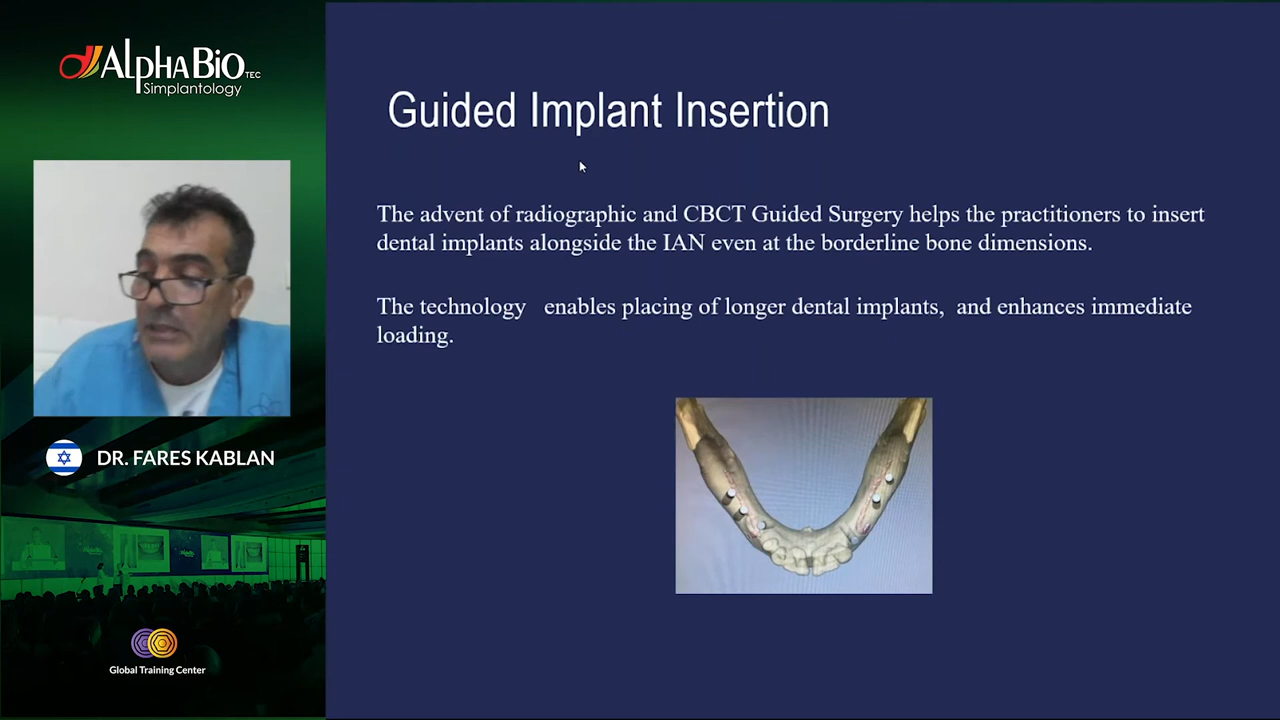 AlphaBio TEC
Simplantology
DR. FARES KABLAN
Global Training Center
Guided Implant Insertion
The advent of radiographic and CBCT Guided Surgery helps the practitioners to insert
dental implants alongside the IAN even at the borderline bone dimensions.
The technology enables placing of longer dental implants, and enhances immediate
loading.